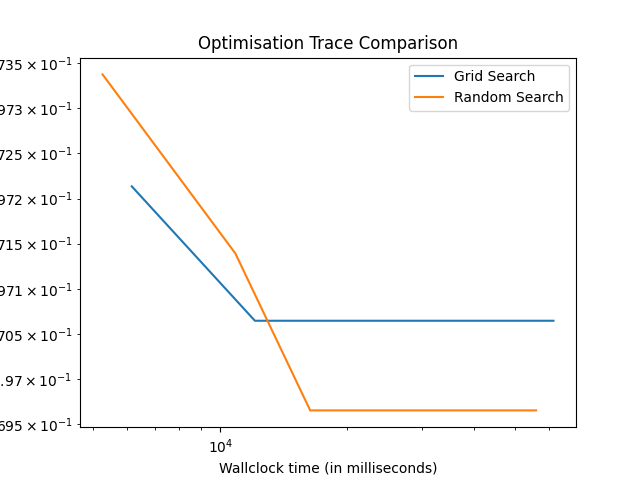 Optimisation Trace Comparison
Grid Search
Random Search
735 × 10⁻¹
973 × 10⁻¹
725 × 10⁻¹
972 × 10⁻¹
715 × 10⁻¹
971 × 10⁻¹
705 × 10⁻¹
.97 × 10⁻¹
695 × 10⁻¹
10⁴
Wallclock time (in milliseconds)